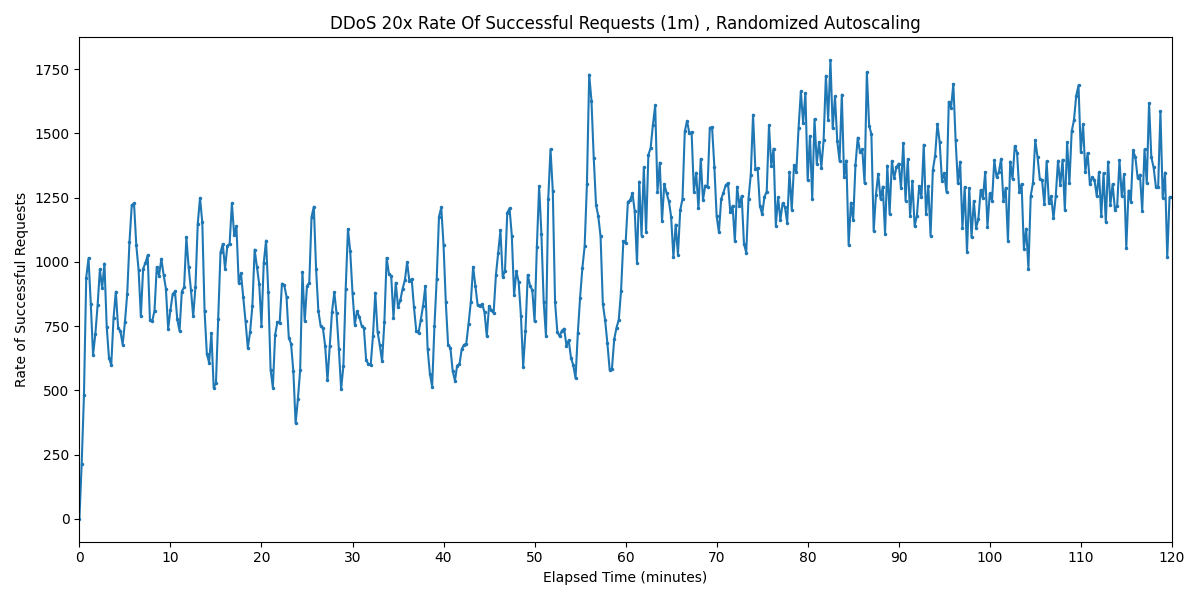 DDoS 20x Rate Of Successful Requests (1m) , Randomized Autoscaling
Rate of Successful Requests
1750
1500
1250
1000
750
500
250
0
0 10 20 30 40 50 60 70 80 90 100 110 120
Elapsed Time (minutes)